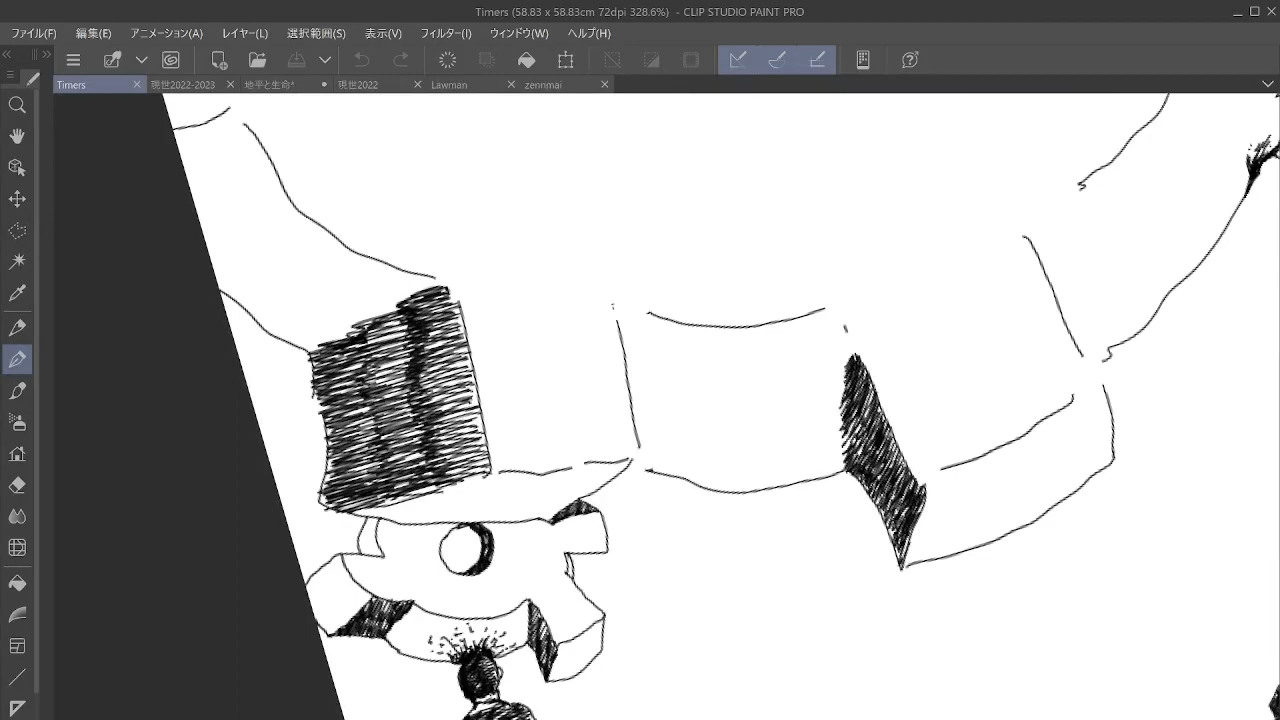 Timers (58.83 x 58.83cm 72dpi 328.6%) - CLIP STUDIO PAINT PRO
ファイル(F) 編集(E) アニメーション(A) レイヤー(L) 選択範囲(S) 表示(V) フィルター(I) ウィンドウ(W) ヘルプ(H)
Timers 現世2022-2023 地平と生命* 現世2022 Lawman zennmai